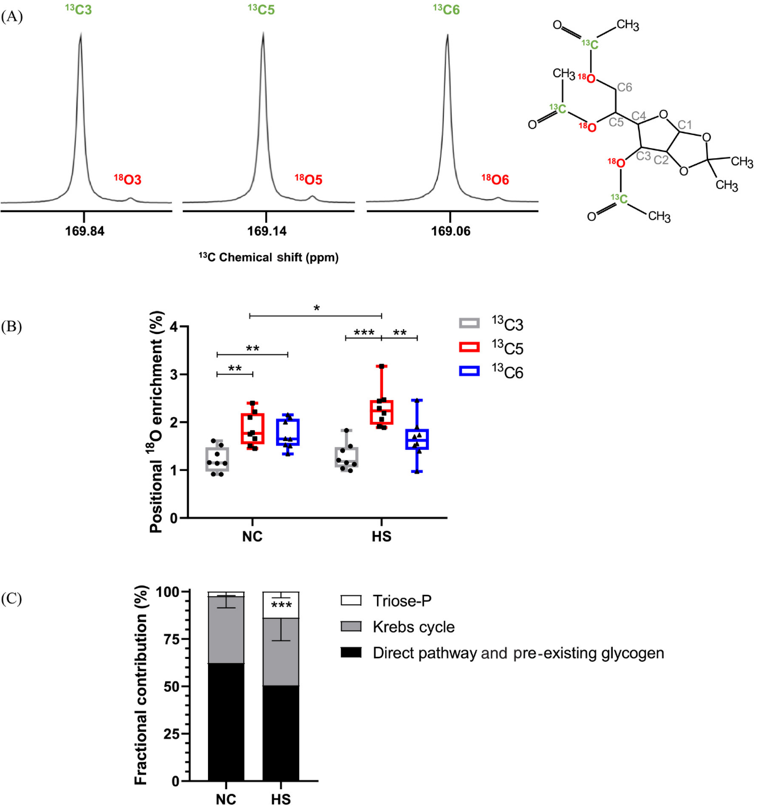 (A)
13C3
13C5
13C6
18O3
18O5
18O6
169.84
169.14
169.06
13C Chemical shift (ppm)
O
CH3
13C
18O
C6
CH3
13C
O
18O
C5
C4
O
C1
O
C3
C2
18O
O
CH3
CH3
13C
O
CH3
(B)
Positional 18O enrichment (%)
4
3
2
1
0
*
**
**
***
**
NC
HS
13C3
13C5
13C6
(C)
Fractional contribution (%)
100
75
50
25
0
***
NC
HS
Triose-P
Krebs cycle
Direct pathway and pre-existing glycogen